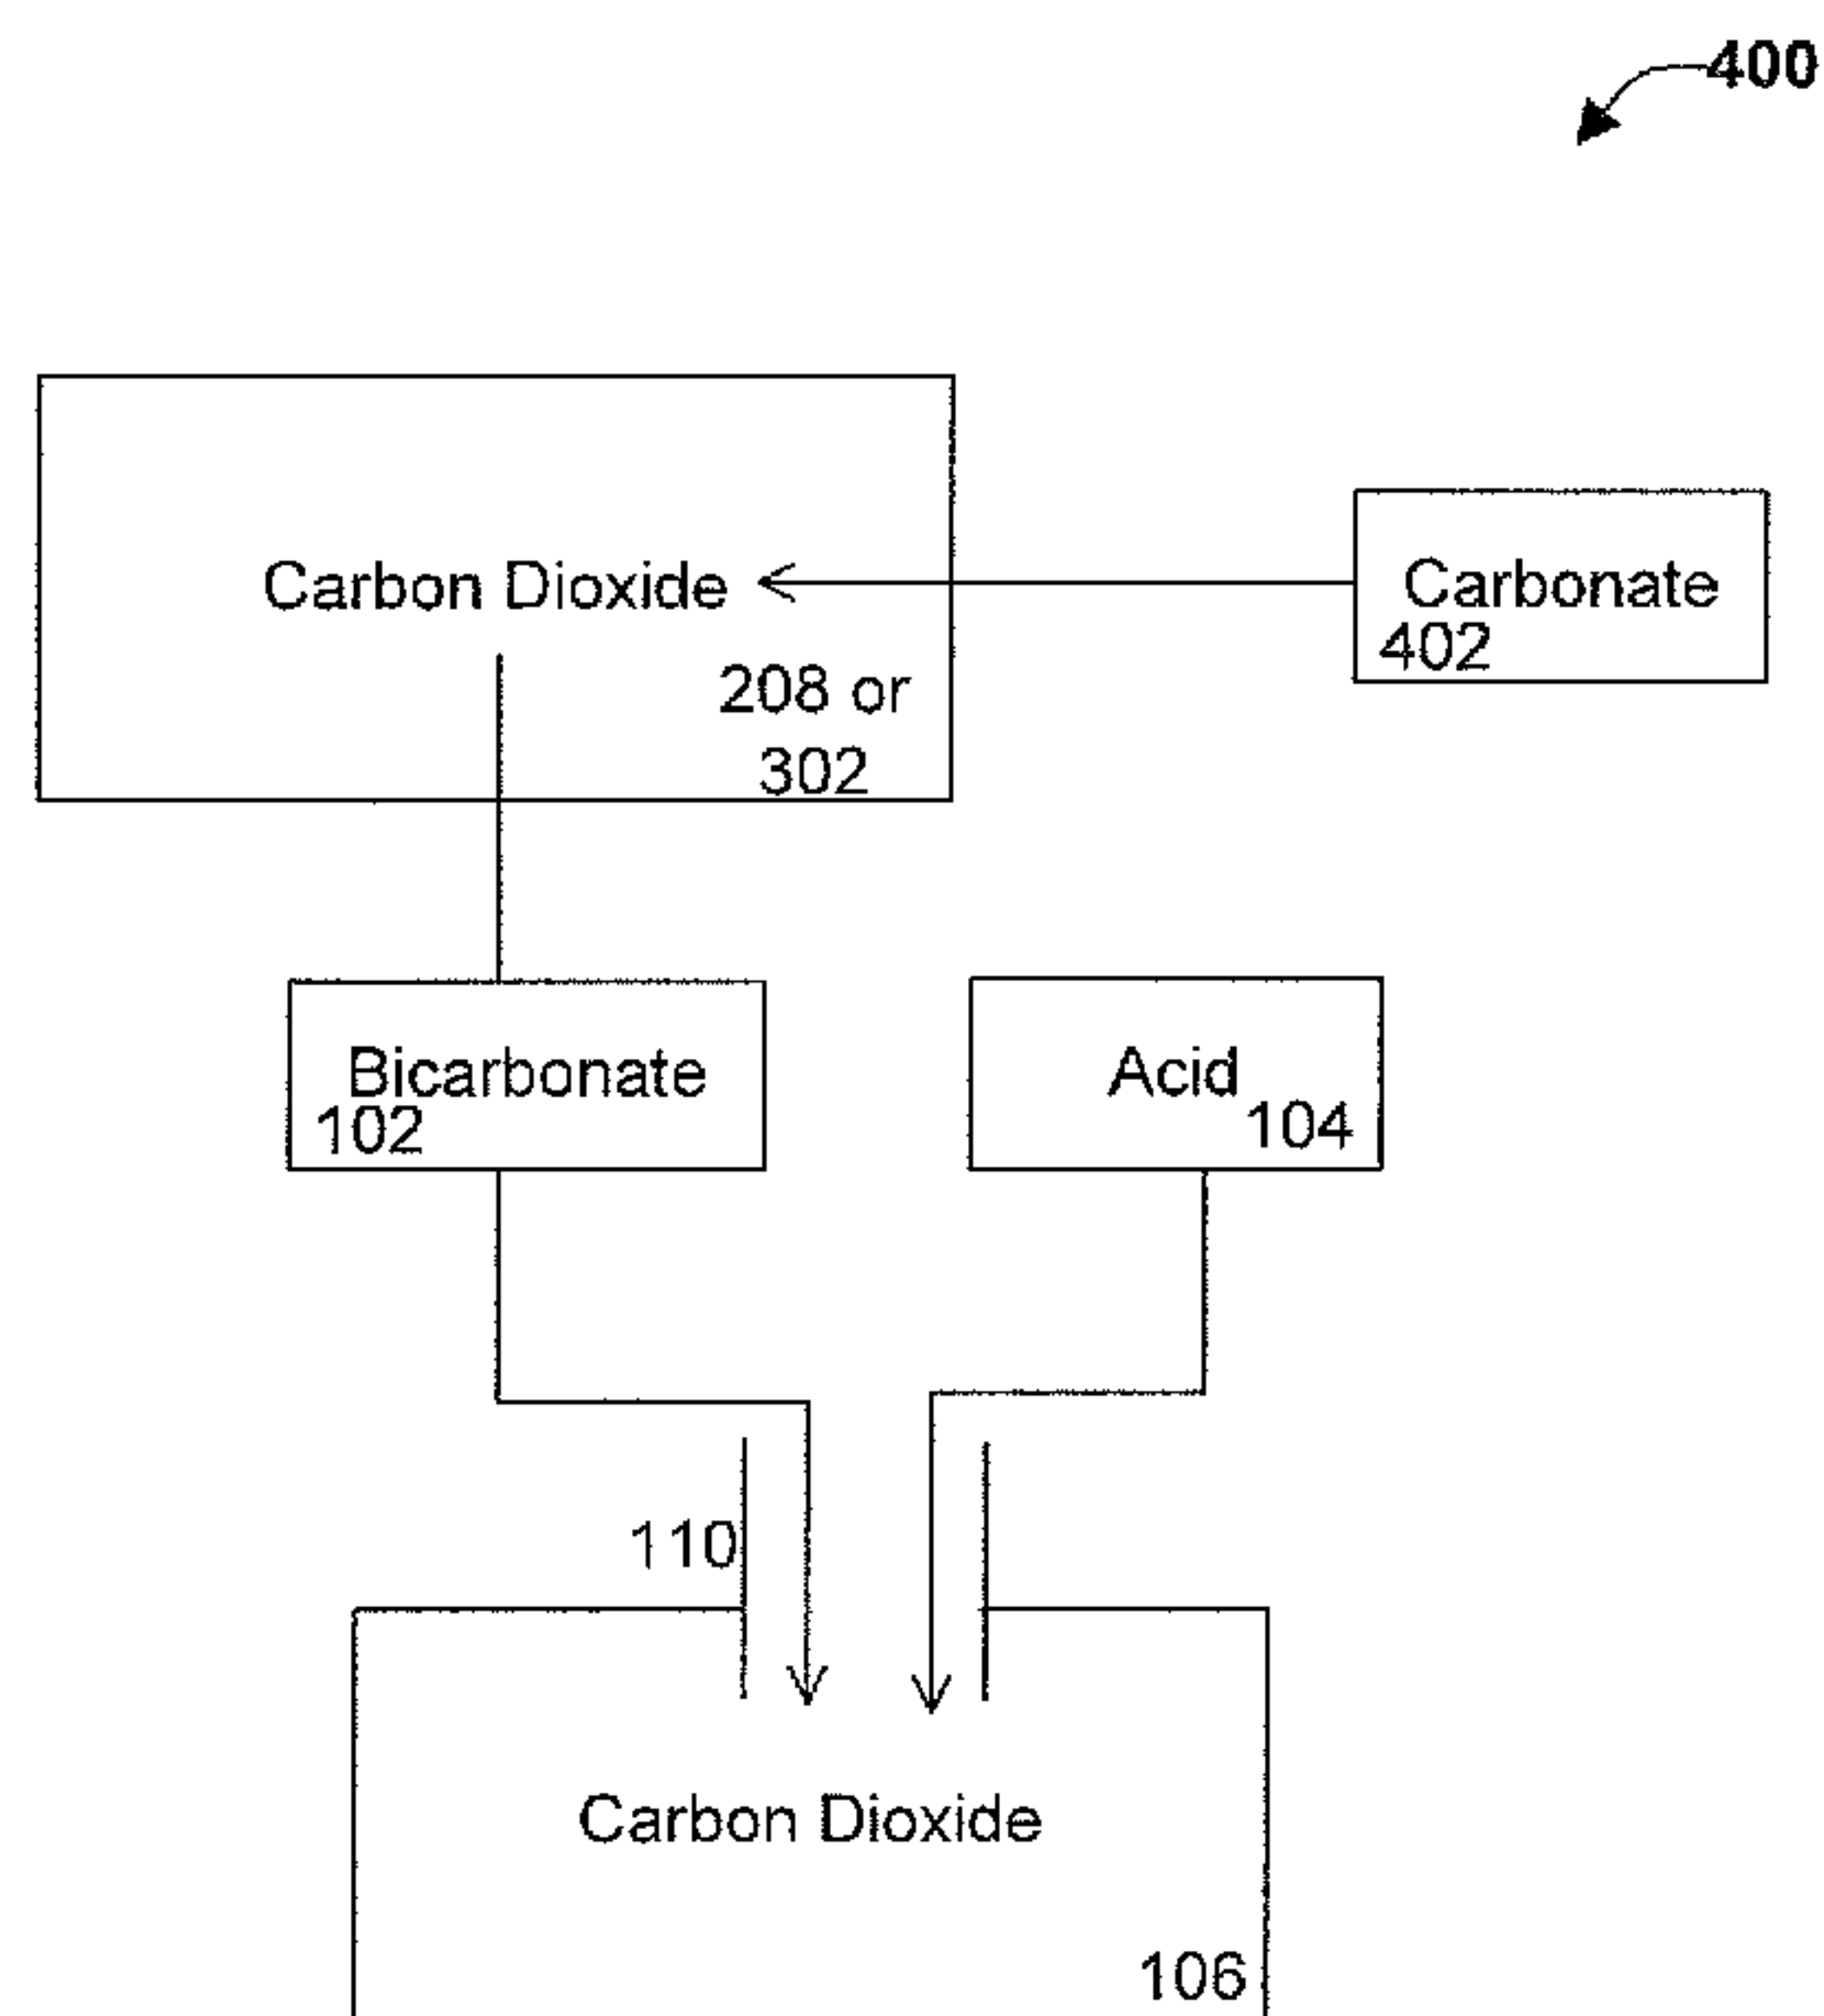 400
Carbon Dioxide
208 or
302
Carbonate
402
Bicarbonate
102
Acid
104
110
Carbon Dioxide
106